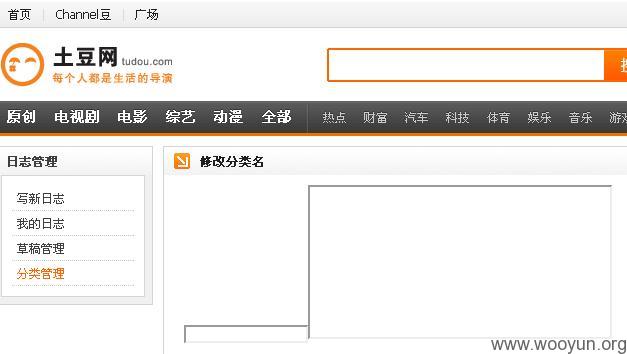 首页 Channel豆 广场
土豆网 tudou.com
每个人都是生活的导演
原创 电视剧 电影 综艺 动漫 全部 热点 财富 汽车 科技 体育 娱乐 音乐
日志管理
修改分类名
写新日志
我的日志
草稿管理
分类管理
www.wooyun.org